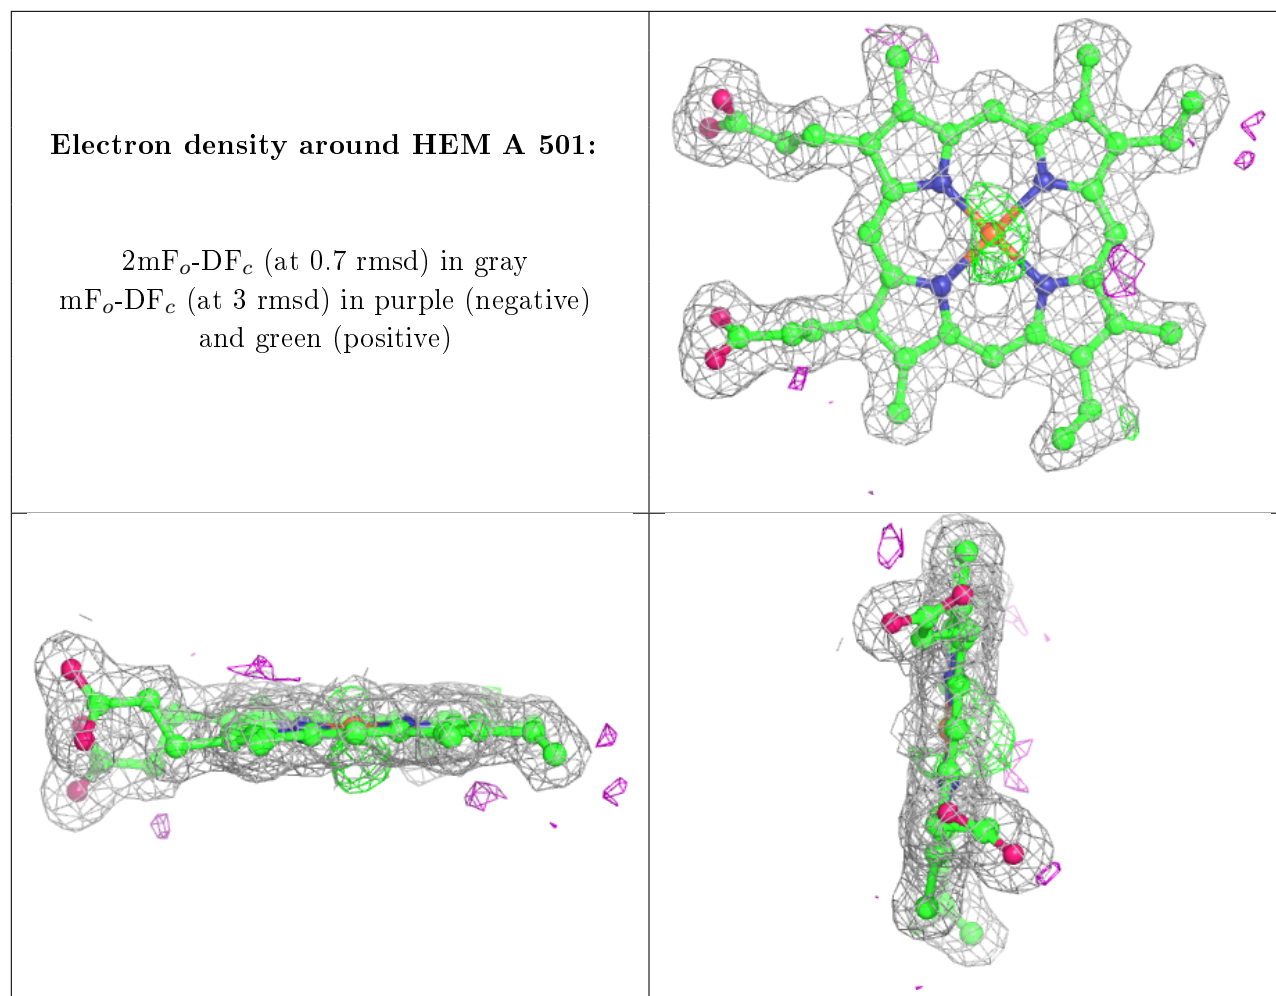 Electron density around HEM A 501:
2mFo-DFc (at 0.7 rmsd) in gray
mFo-DFc (at 3 rmsd) in purple (negative)
and green (positive)